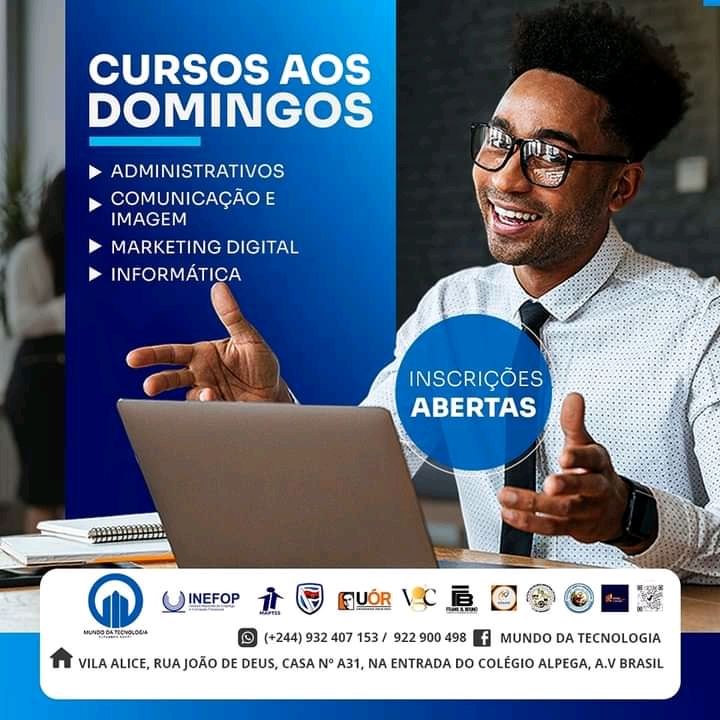 CURSOS AOS
DOMINGOS
ADMINISTRATIVOS
COMUNICAÇÃO E
IMAGEM
MARKETING DIGITAL
INFORMÁTICA
INSCRIÇÕES
ABERTAS
MUNDO DA TECNOLOGIA
INEFOP
MAPTSS
UÓR
(+244) 932 407 153 / 922 900 498 MUNDO DA TECNOLOGIA
VILA ALICE, RUA JOÃO DE DEUS, CASA Nº A31, NA ENTRADA DO COLÉGIO ALPEGA, A.V BRASIL